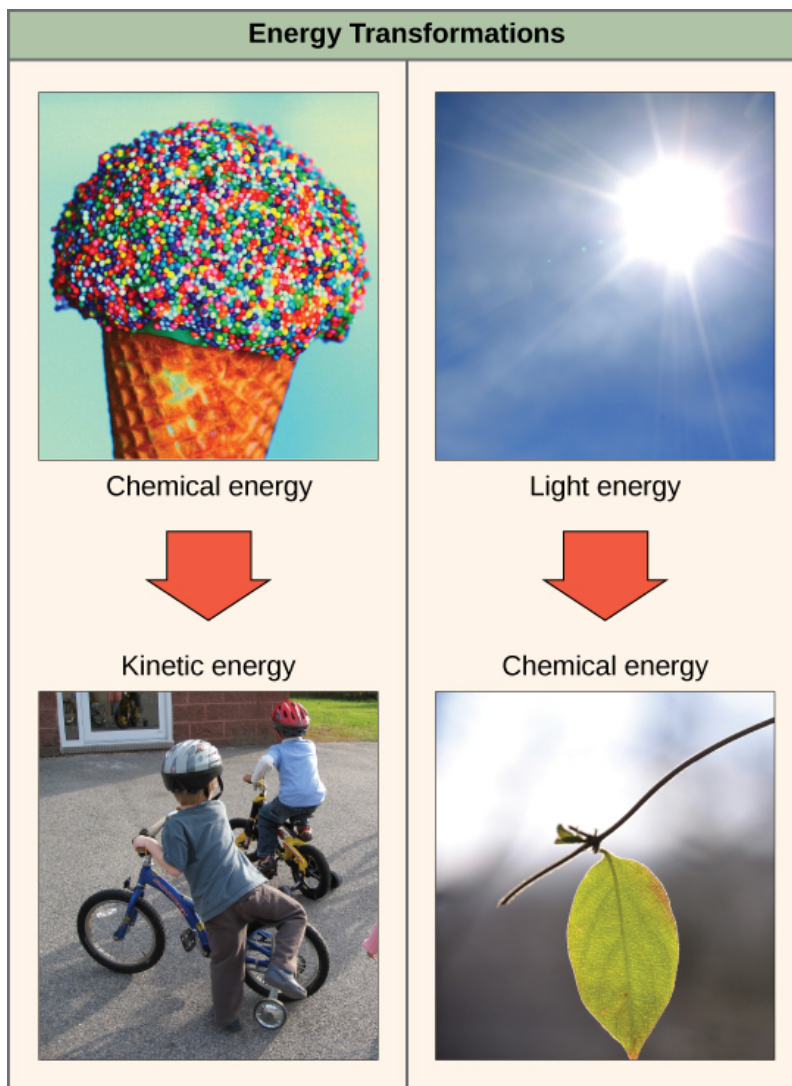 Energy Transformations
Chemical energy
Kinetic energy
Light energy
Chemical energy